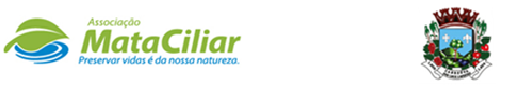 Associação
MataCiliar
Preservar vidas é da nossa natureza.